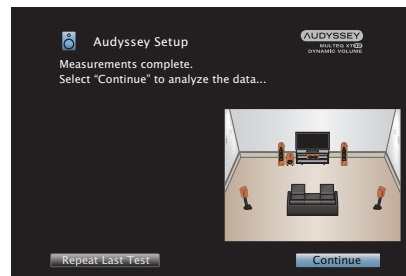 Audyssey Setup
AUDYSSEY
MULTEQ XT32
DYNAMIC VOLUME
Measurements complete.
Select “Continue” to analyze the data...
Repeat Last Test
Continue